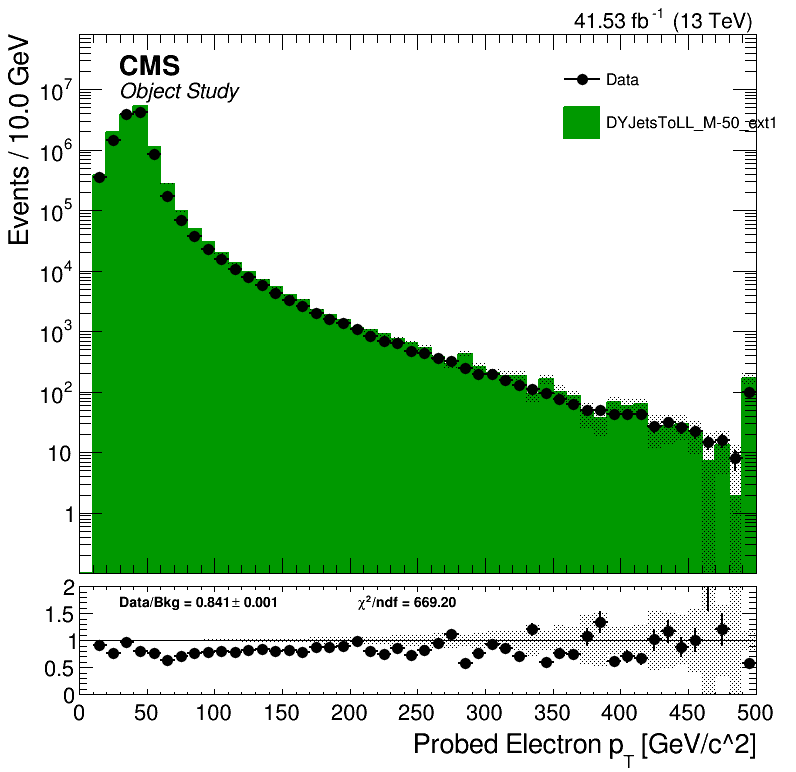 41.53 fb⁻¹ (13 TeV)
Events / 10.0 GeV
CMS
Object Study
Data
DYJetsToLL_M-50_ext1
10⁷
10⁶
10⁵
10⁴
10³
10²
10
1
Data/Bkg = 0.841± 0.001
χ²/ndf = 669.20
2
1.5
1
0.5
0
0 50 100 150 200 250 300 350 400 450 500
Probed Electron p_T [GeV/c^2]